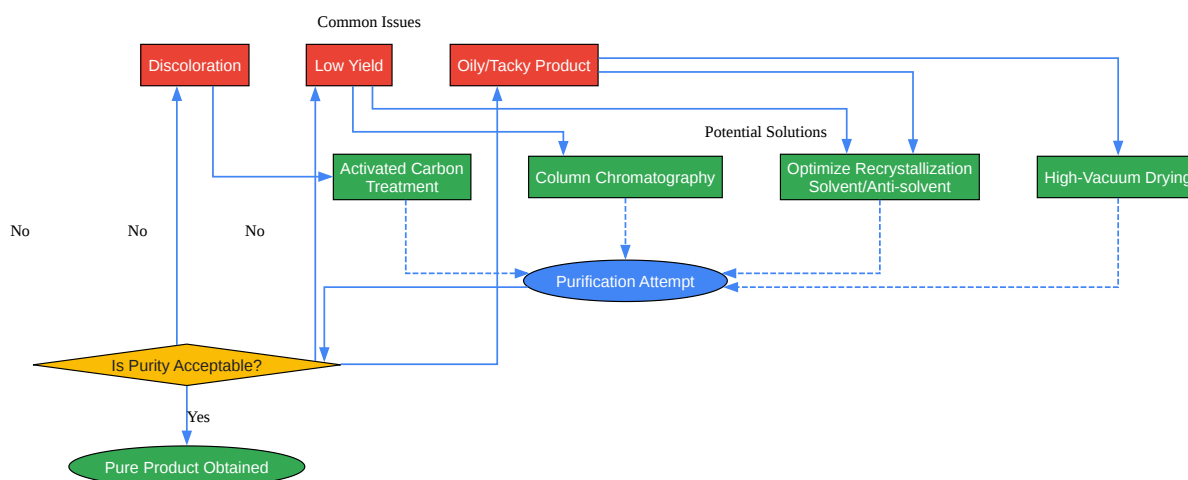 Common Issues
Discoloration
Low Yield
Oily/Tacky Product
Potential Solutions
Activated Carbon
Treatment
Column Chromatography
Optimize Recrystallization
Solvent/Anti-solvent
High-Vacuum Drying
No
No
No
Purification Attempt
Is Purity Acceptable?
Yes
Pure Product Obtained